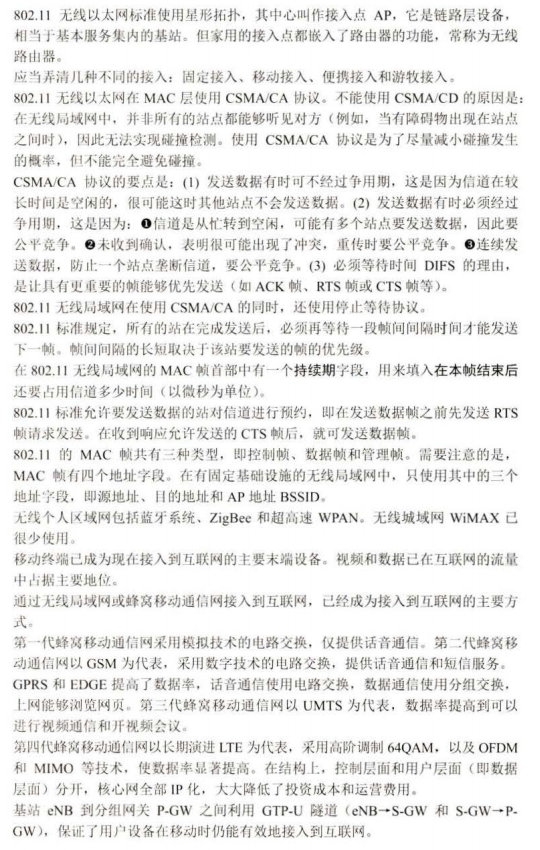 802.11 无线以太网标准使用星形拓扑，其中心叫作接入点 AP，它是链路层设备，
相当于基本服务集内的基站。但家用的接入点都嵌入了路由器的功能，常称为无线
路由器。
应当弄清几种不同的接入：固定接入、移动接入、便携接入和游牧接入。
802.11 无线以太网在 MAC 层使用 CSMA/CA 协议。不能使用 CSMA/CD 的原因是：
在无线局域网中，并非所有的站点都能够听见对方（例如，当有障碍物出现在站点
之间时），因此无法实现碰撞检测。使用 CSMA/CA 协议是为了尽量减小碰撞发生
的概率，但不能完全避免碰撞。
CSMA/CA 协议的要点是：(1) 发送数据有时可不经过争用期，这是因为信道在较
长时间是空闲的，很可能这时其他站点不会发送数据。(2) 发送数据有时必须经过
争用期，这是因为：❶信道是从忙转到空闲，可能有多个站点要发送数据，因此要
公平竞争。❷未收到确认，表明很可能出现了冲突，重传时要公平竞争。❸连续发
送数据，防止一个站点垄断信道，要公平竞争。(3) 必须等待时间 DIFS 的理由，
是让具有更重要的帧能够优先发送（如 ACK 帧、RTS 帧或 CTS 帧等）。
802.11 无线局域网在使用 CSMA/CA 的同时，还使用停止等待协议。
802.11 标准规定，所有的站在完成发送后，必须再等待一段帧间间隔时间才能发送
下一帧。帧间间隔的长短取决于该站要发送的帧的优先级。
在 802.11 无线局域网的 MAC 帧首部中有一个持续期字段，用来填入在本帧结束后
还要占用信道多少时间（以微秒为单位）。
802.11 标准允许要发送数据的站对信道进行预约，即在发送数据帧之前先发送 RTS
帧请求发送。在收到响应允许发送的 CTS 帧后，就可发送数据帧。
802.11 的 MAC 帧共有三种类型，即控制帧、数据帧和管理帧。需要注意的是，
MAC 帧有四个地址字段。在有固定基础设施的无线局域网中，只使用其中的三个
地址字段，即源地址、目的地址和 AP 地址 BSSID。
无线个人区域网包括蓝牙系统、ZigBee 和超高速 WPAN。无线城域网 WiMAX 已
很少使用。
移动终端已成为现在接入到互联网的主要末端设备。视频和数据已在互联网的流量
中占据主要地位。
通过无线局域网或蜂窝移动通信网接入到互联网，已经成为接入到互联网的主要方
式。
第一代蜂窝移动通信网采用模拟技术的电路交换，仅提供话音通信。第二代蜂窝移
动通信网以 GSM 为代表，采用数字技术的电路交换，提供话音通信和短信服务。
GPRS 和 EDGE 提高了数据率，话音通信使用电路交换，数据通信使用分组交换，
上网能够浏览网页。第三代蜂窝移动通信网以 UMTS 为代表，数据率提高到可以
进行视频通信和开视频会议。
第四代蜂窝移动通信网以长期演进 LTE 为代表，采用高阶调制 64QAM，以及 OFDM
和 MIMO 等技术，使数据率显著提高。在结构上，控制层面和用户层面（即数据
层面）分开，核心网全部 IP 化，大大降低了投资成本和运营费用。
基站 eNB 到分组网关 P-GW 之间利用 GTP-U 隧道（eNB→S-GW 和 S-GW→P-
GW），保证了用户设备在移动时仍能有效地接入到互联网。